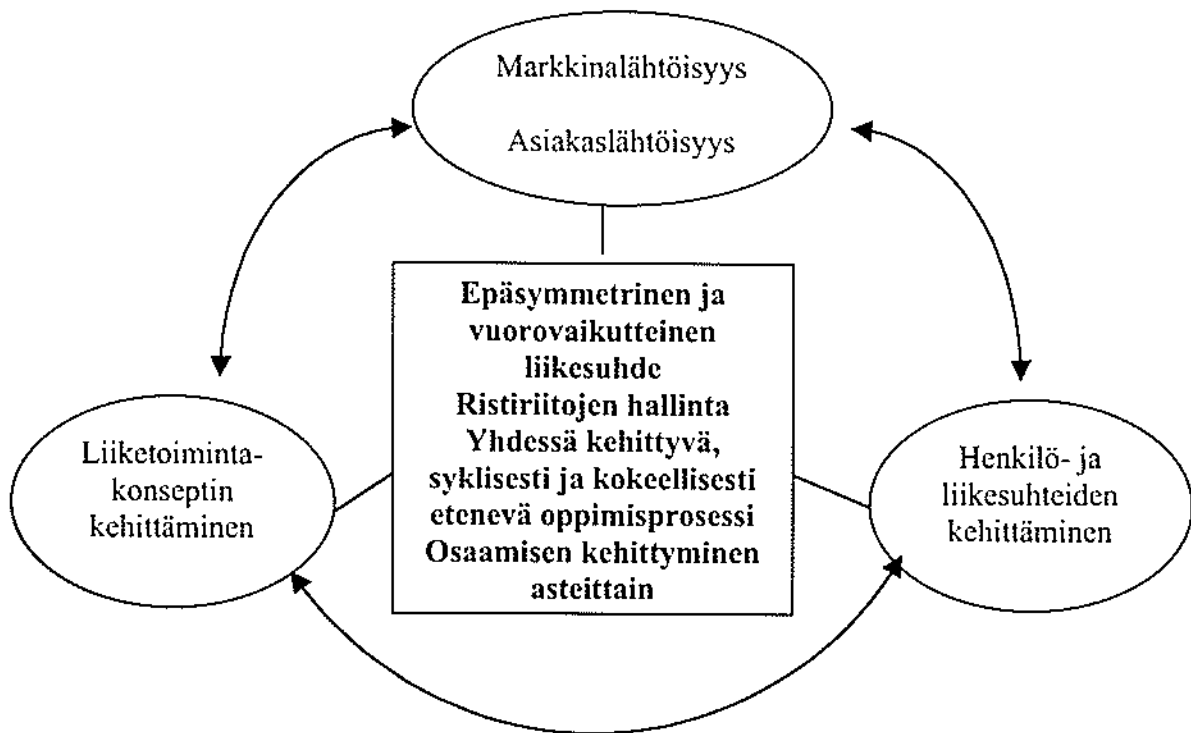 Markkinalähtöisyys
Asiakaslähtöisyys
Epäsymmetrinen ja
vuorovaikutteinen
liikesuhde
Ristiriitojen hallinta
Yhdessä kehittyvä,
syklisesti ja kokeellisesti
etenevä oppimisprosessi
Osaamisen kehittyminen
asteittain
Liiketoiminta-
konseptin
kehittäminen
Henkilö- ja
liikesuhteiden
kehittäminen